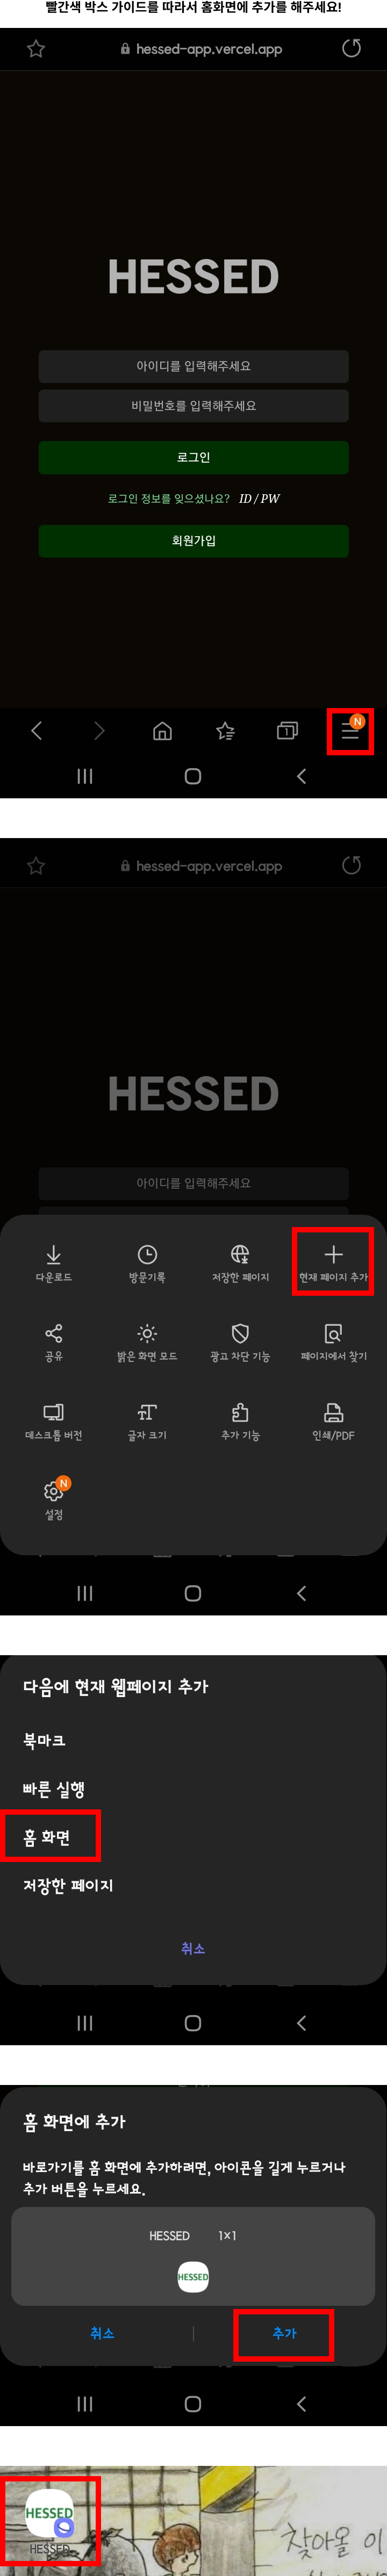 빨간색 박스 가이드를 따라서 홈화면에 추가를 해주세요!
hessed-app.vercel.app
HESSED
아이디를 입력해주세요
비밀번호를 입력해주세요
로그인
로그인 정보를 잊으셨나요? ID / PW
회원가입
1 N
hessed-app.vercel.app
HESSED
아이디를 입력해주세요
다운로드 방문기록 저장한 페이지 현재 페이지 추가
공유 밝은 화면 모드 광고 차단 기능 페이지에서 찾기
데스크톱 버전 글자 크기 추가 기능 인쇄/PDF
N
설정
다음에 현재 웹페이지 추가
북마크
빠른 실행
홈 화면
저장한 페이지
취소
홈 화면에 추가
바로가기를 홈 화면에 추가하려면, 아이콘을 길게 누르거나
추가 버튼을 누르세요.
HESSED 1×1
HESSED
취소 추가
HESSED
HESSED
찾아올 이